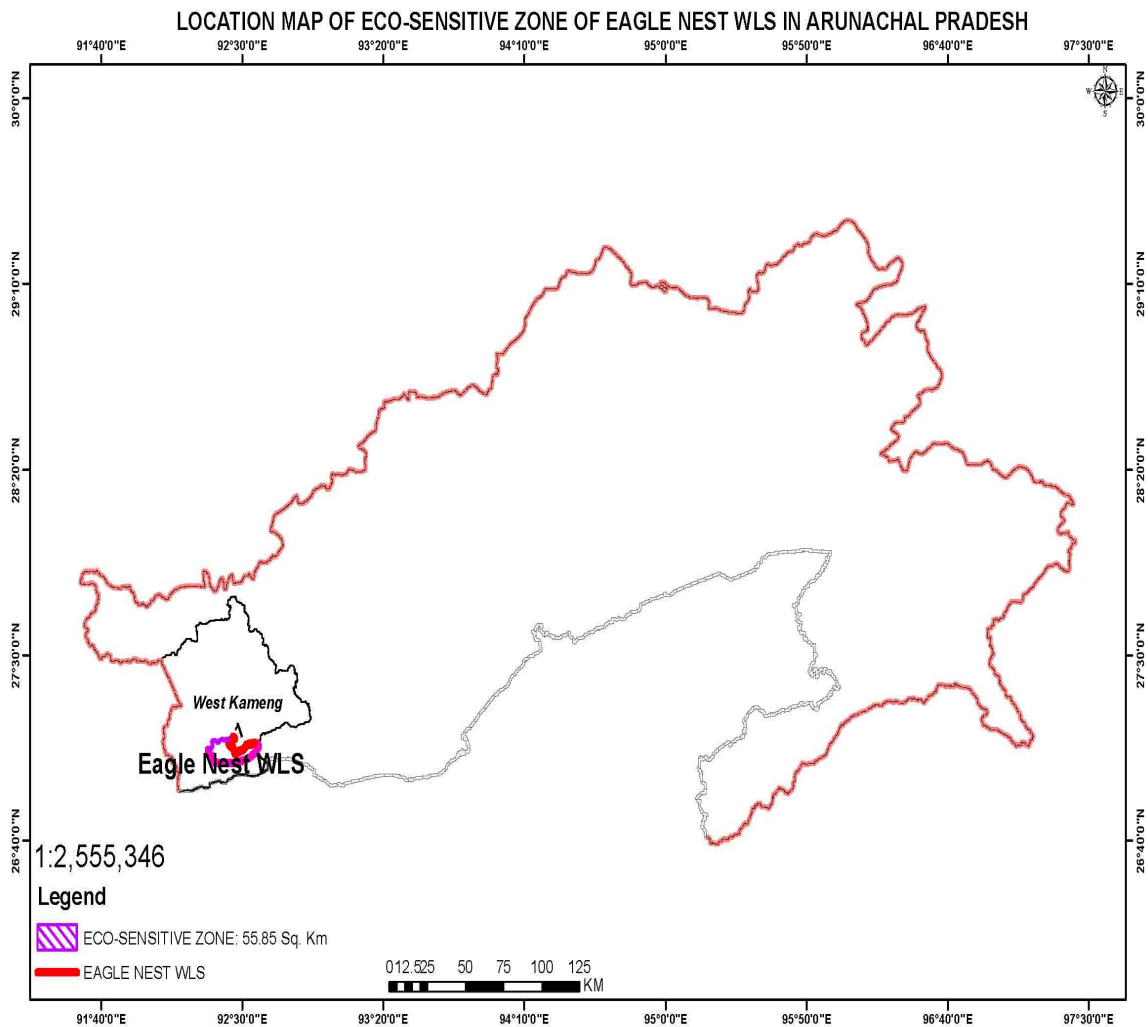 LOCATION MAP OF ECO-SENSITIVE ZONE OF EAGLE NEST WLS IN ARUNACHAL PRADESH
91°40'0"E 92°30'0"E 93°20'0"E 94°10'0"E 95°0'0"E 95°50'0"E 96°40'0"E 97°30'0"E
30°0'0"N 30°0'0"N
N
W E
S
29°10'0"N 29°10'0"N
28°20'0"N 28°20'0"N
27°30'0"N 27°30'0"N
West Kameng
Eagle Nest WLS
26°40'0"N 26°40'0"N
1:2,555,346
Legend
ECO-SENSITIVE ZONE: 55.85 Sq. Km
EAGLE NEST WLS
012.525 50 75 100 125
KM
91°40'0"E 92°30'0"E 93°20'0"E 94°10'0"E 95°0'0"E 95°50'0"E 96°40'0"E 97°30'0"E